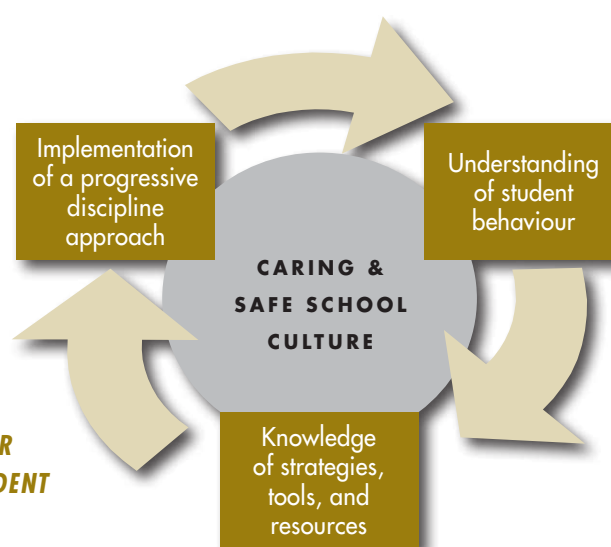 Implementation
of a progressive
discipline
approach
Understanding
of student
behaviour
CARING &
SAFE SCHOOL
CULTURE
Knowledge
of strategies,
tools, and
resources
R
DENT